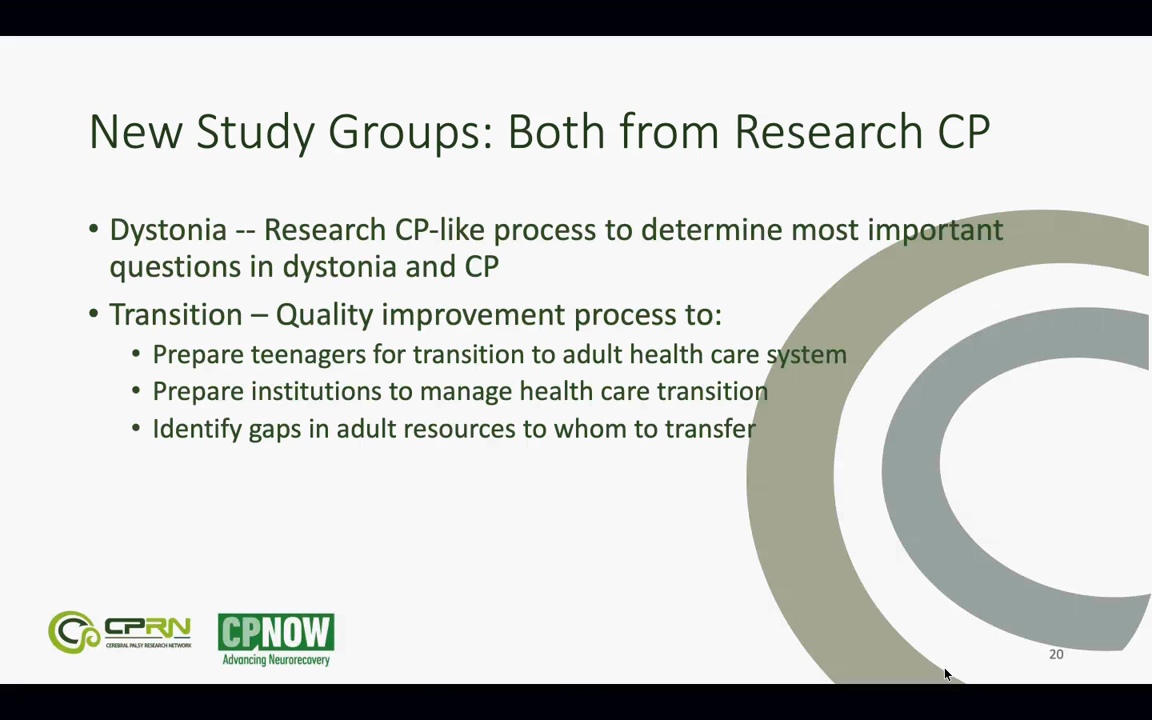 New Study Groups: Both from Research CP
• Dystonia -- Research CP-like process to determine most important
questions in dystonia and CP
• Transition – Quality improvement process to:
• Prepare teenagers for transition to adult health care system
• Prepare institutions to manage health care transition
• Identify gaps in adult resources to whom to transfer
CPRN
CEREBRAL PALSY RESEARCH NETWORK
CPNOW
Advancing Neurorecovery
20